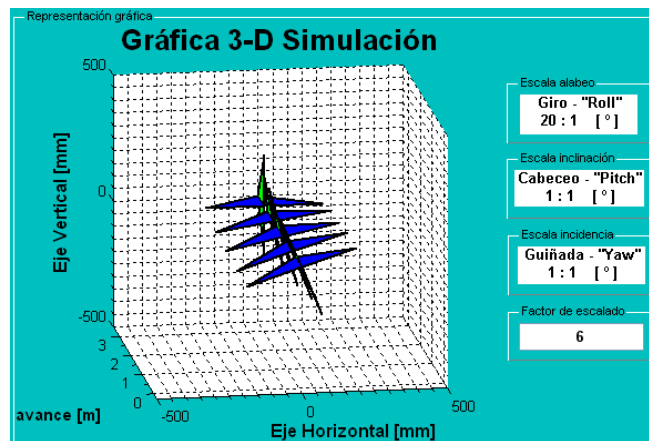 Representación gráfica
Gráfica 3-D Simulación
500
0
-500
Eje Vertical [mm]
3
2
1
0
avance [m]
-500
0
500
Eje Horizontal [mm]
Escala alabeo
Giro - "Roll"
20 : 1 [ º ]
Escala inclinación
Cabeceo - "Pitch"
1 : 1 [ º ]
Escala incidencia
Guiñada - "Yaw"
1 : 1 [ º ]
Factor de escalado
6